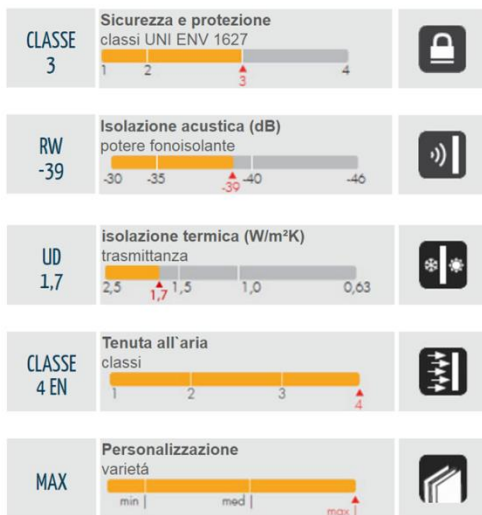 CLASSE
3
Sicurezza e protezione
classi UNI ENV 1627
1 2 3 4
RW
-39
Isolazione acustica (dB)
potere fonoisolante
-30 -35 -39 -40 -46
UD
1,7
isolazione termica (W/m²K)
trasmittanza
2,5 1,7 1,5 1,0 0,63
CLASSE
4 EN
Tenuta all`aria
classi
1 2 3 4
MAX
Personalizzazione
varietá
min med max